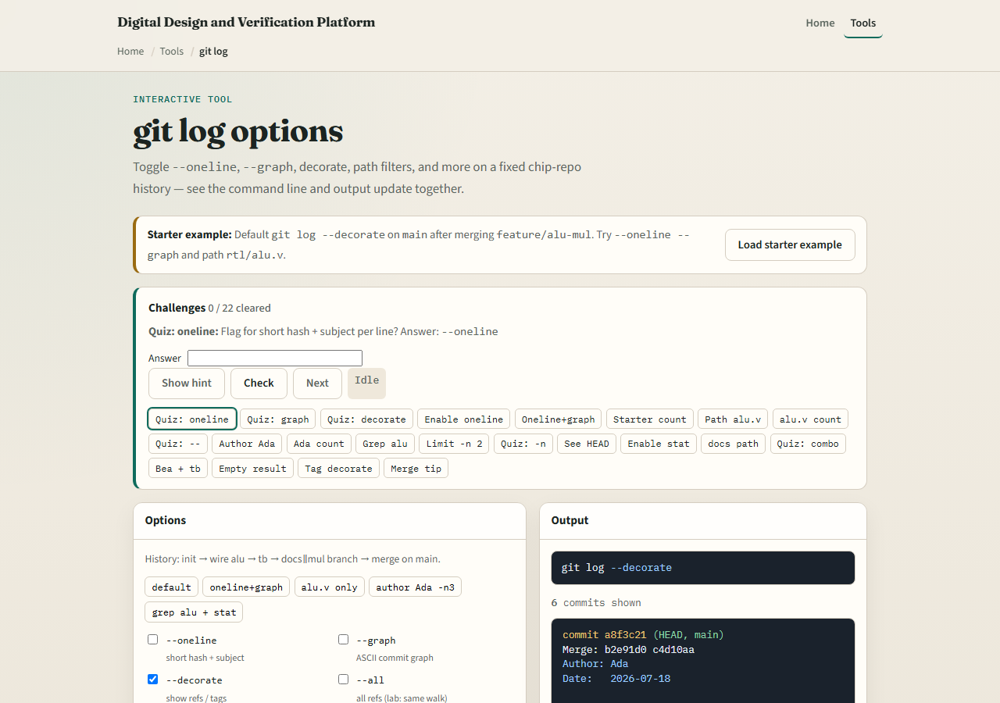 Digital Design and Verification Platform
Home
Tools
Home / Tools / git log
INTERACTIVE TOOL
git log options
Toggle --oneline, --graph, decorate, path filters, and more on a fixed chip-repo
history — see the command line and output update together.
Starter example: Default git log --decorate on main after merging feature/alu-mul. Try --oneline --
graph and path rtl/alu.v.
Load starter example
Challenges 0 / 22 cleared
Quiz: oneline: Flag for short hash + subject per line? Answer: --oneline
Answer
Show hint
Check
Next
Idle
Quiz: oneline
Quiz: graph
Quiz: decorate
Enable oneline
Oneline+graph
Starter count
Path alu.v
alu.v count
Quiz: --
Author Ada
Ada count
Grep alu
Limit -n 2
Quiz: -n
See HEAD
Enable stat
docs path
Quiz: combo
Bea + tb
Empty result
Tag decorate
Merge tip
Options
History: init → wire alu → tb → docs∥mul branch → merge on main.
default
oneline+graph
alu.v only
author Ada -n3
grep alu + stat
--oneline
short hash + subject
--graph
ASCII commit graph
--decorate
show refs / tags
--all
all refs (lab: same walk)
Output
git log --decorate
6 commits shown
commit a8f3c21 (HEAD, main)
Merge: b2e91d0 c4d10aa
Author: Ada
Date:   2026-07-18